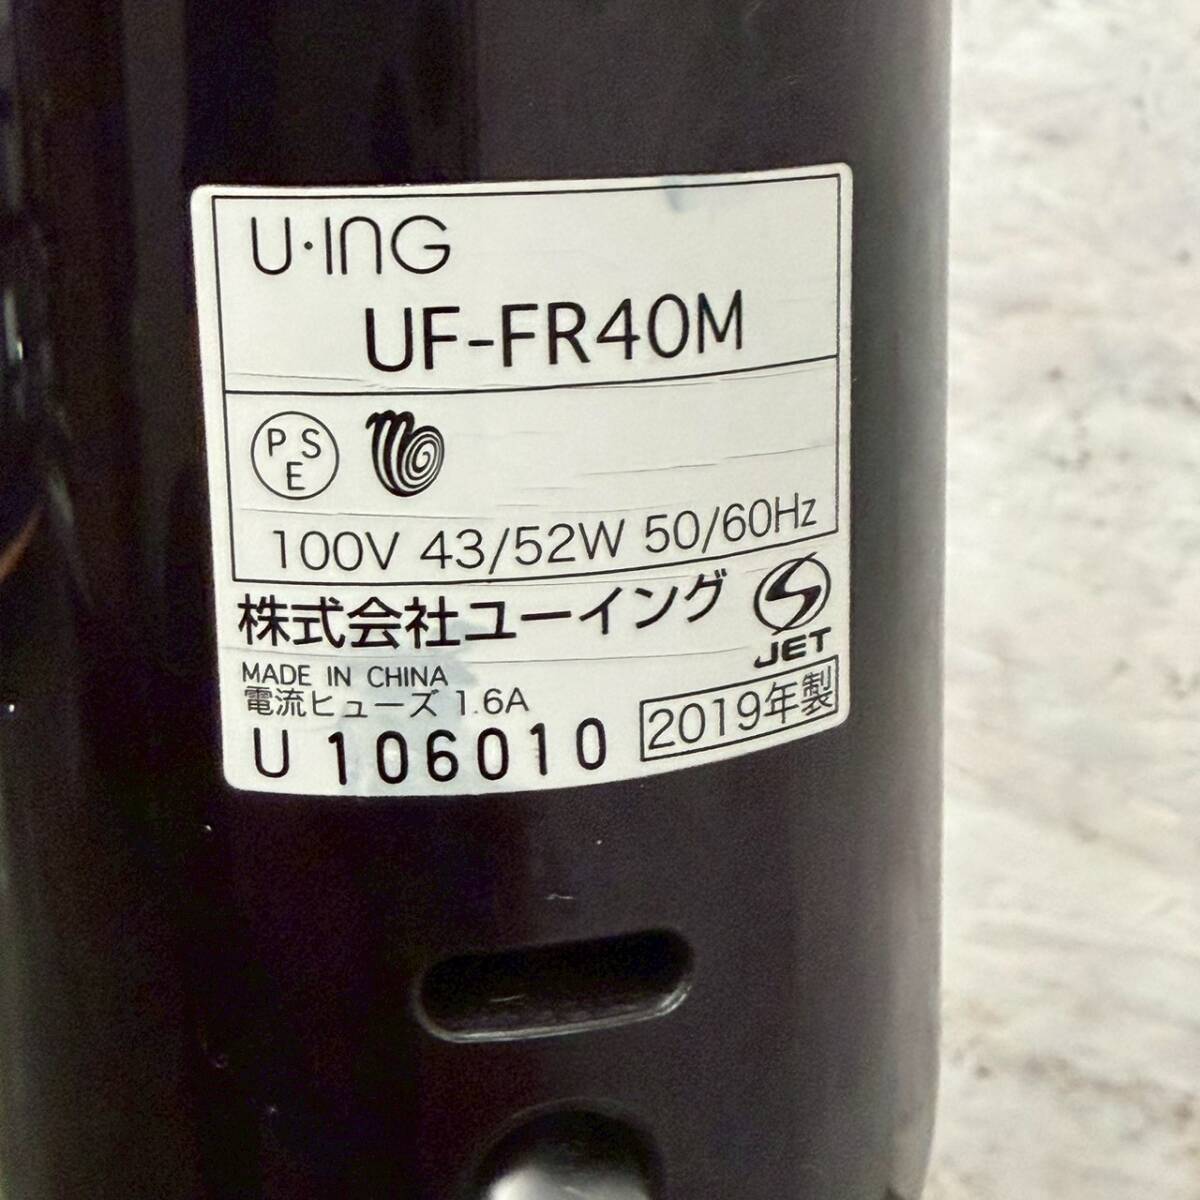 U·ING
UF-FR40M
PSE
100V 43/52W 50/60Hz
株式会社ユーイング
JET
MADE IN CHINA
電流ヒューズ 1.6A
U 106010
2019年製